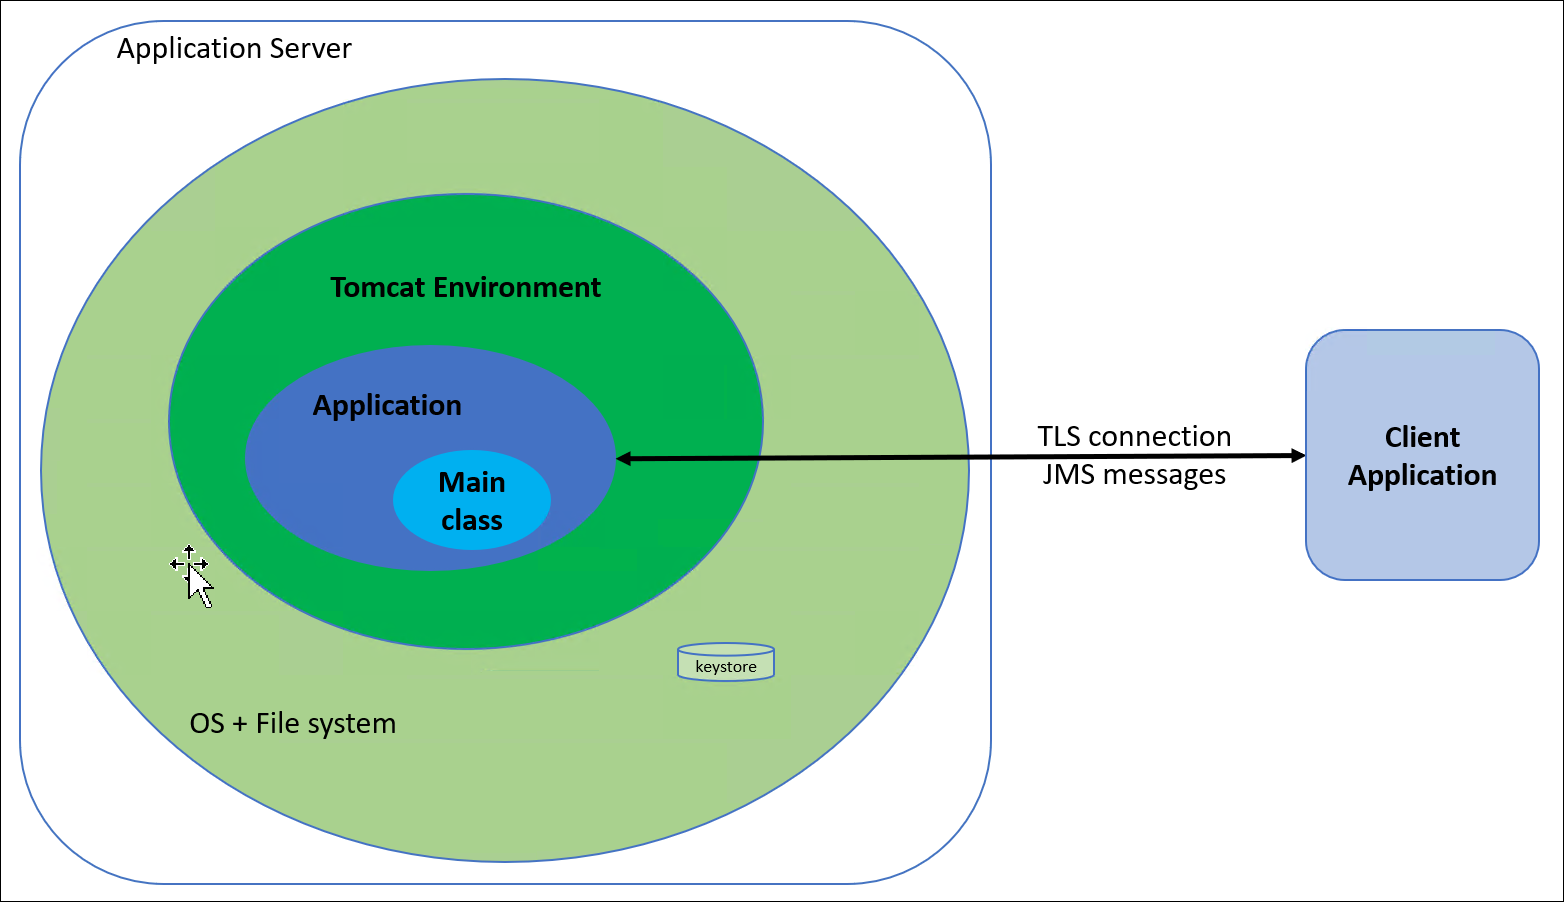 Application Server
Tomcat Environment
Application
Main
class
TLS connection
JMS messages
Client
Application
keystore
OS + File system